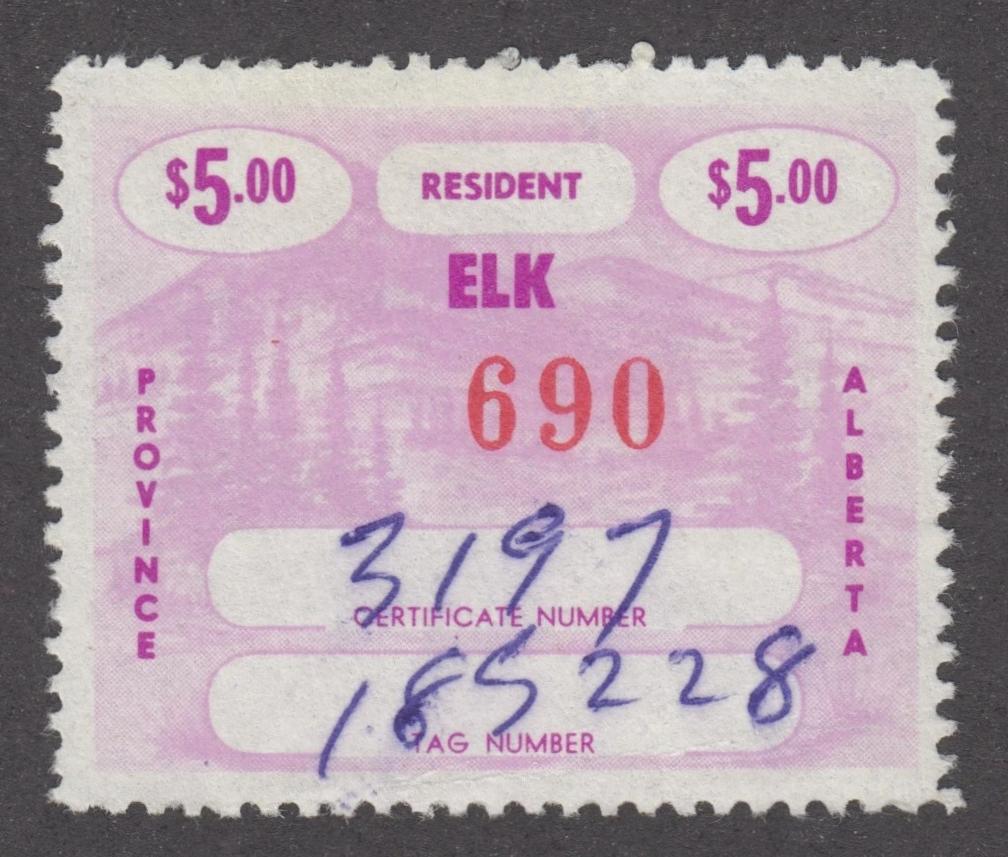 $5.00 RESIDENT $5.00
ELK
690
PROVINCE
ALBERTA
3197
CERTIFICATE NUMBER
185228
TAG NUMBER